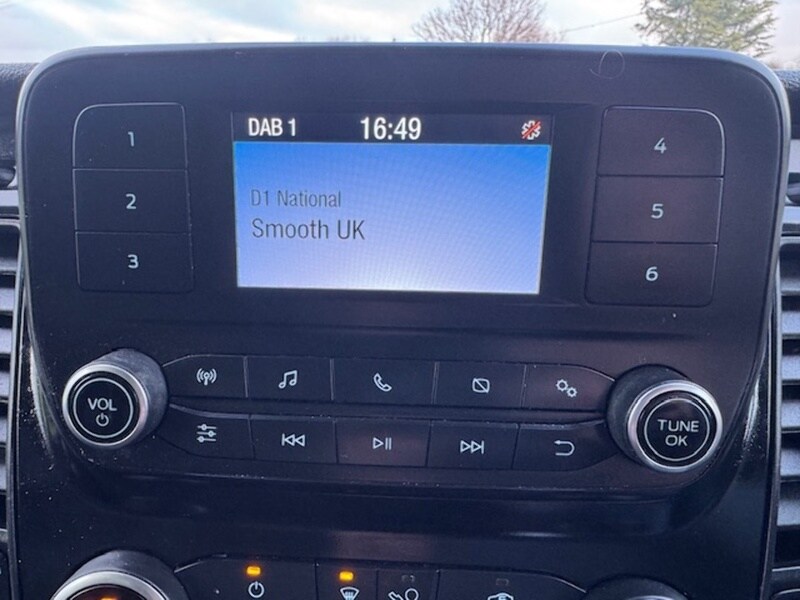 DAB 1 16:49
D1 National
Smooth UK
1
2
3
4
5
6
VOL
TUNE
OK